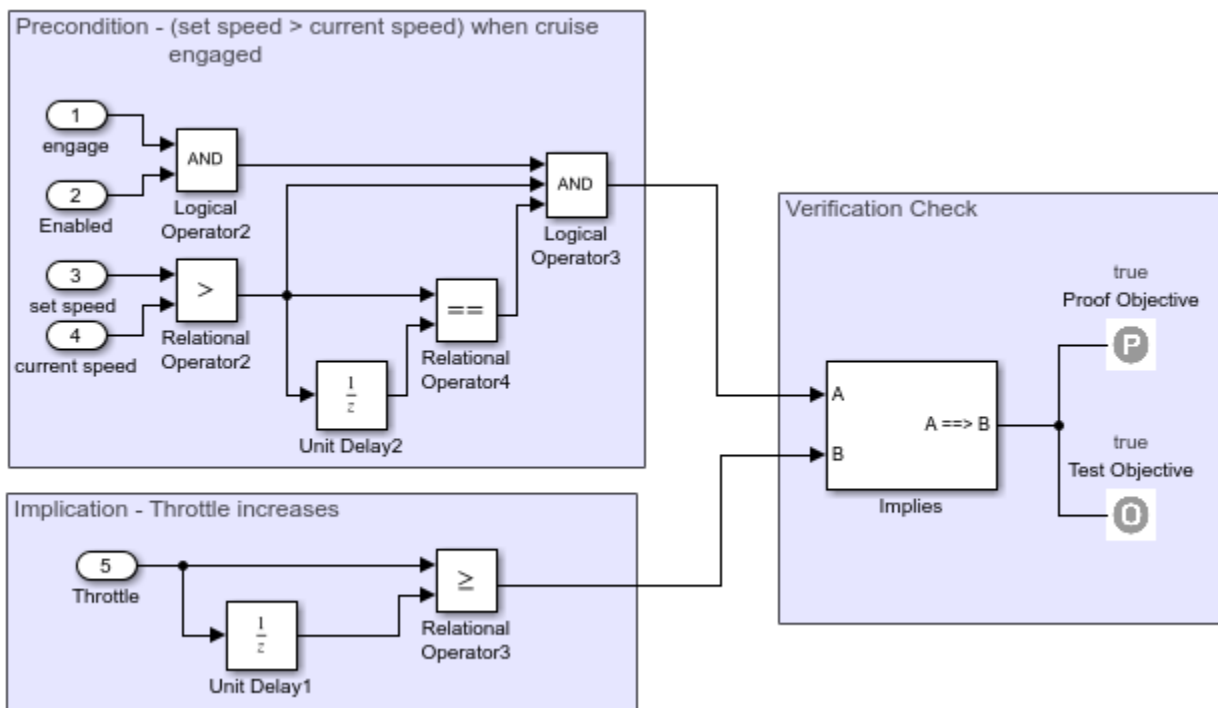 Precondition - (set speed > current speed) when cruise
engaged
1
engage
2
Enabled
AND
Logical
Operator2
3
set speed
4
current speed
>
Relational
Operator2
1
z
Unit Delay2
==
Relational
Operator4
AND
Logical
Operator3
Implication - Throttle increases
5
Throttle
1
z
Unit Delay1
≥
Relational
Operator3
Verification Check
A
B
A ==> B
Implies
true
Proof Objective
P
true
Test Objective
O